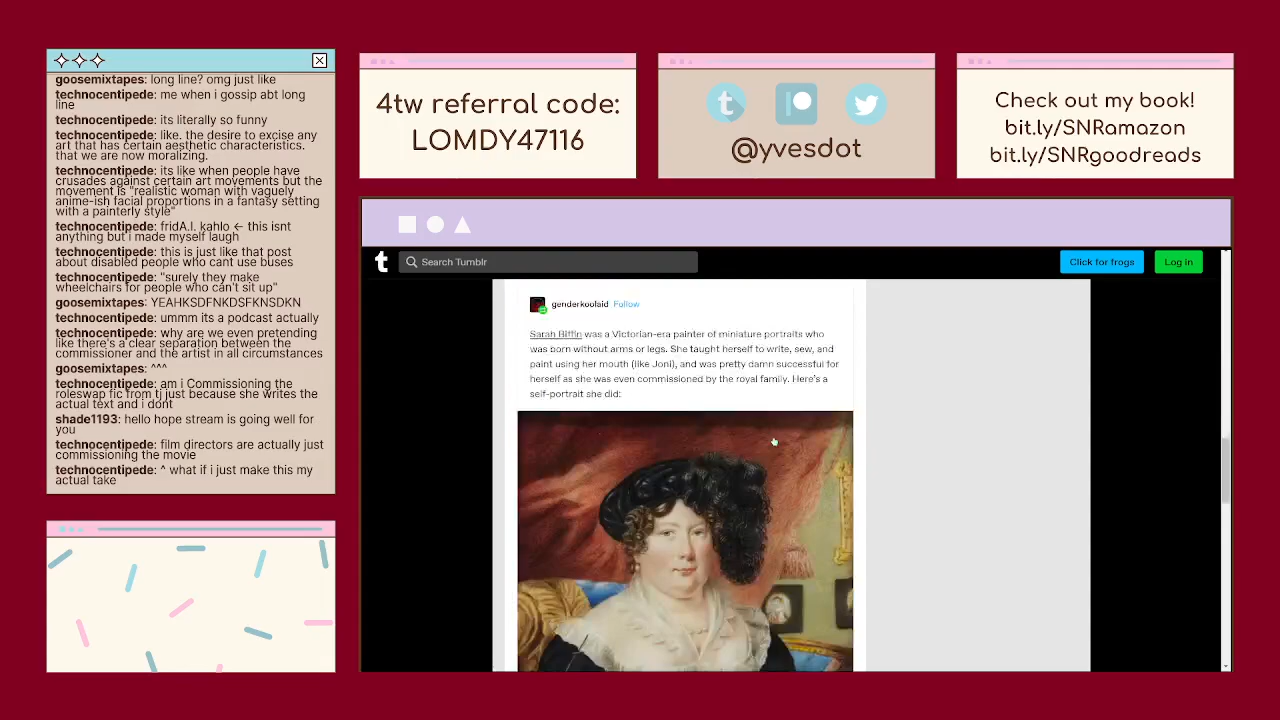 goosemixtapes: long line? omg just like
technocentipede: me when i gossip abt long
line
technocentipede: its literally so funny
technocentipede: like. the desire to excise any
art that has certain aesthetic characteristics.
that we are now moralizing.
technocentipede: its like when people have
crusades against certain art movements but the
movement is "realistic woman with vaguely
anime-ish facial proportions in a fantasy setting
with a painterly style"
technocentipede: fridA.I. kahlo <- this isnt
anything but i made myself laugh
technocentipede: this is just like that post
about disabled people who cant use buses
technocentipede: "surely they make
wheelchairs for people who can't sit up"
goosemixtapes: YEAHKSDFNKDSFKNSDKN
technocentipede: ummm its a podcast actually
technocentipede: why are we even pretending
like there's a clear separation between the
commissioner and the artist in all circumstances
goosemixtapes: ^^^
technocentipede: am i Commissioning the
roleswap fic from tj just because she writes the
actual text and i dont
shade1193: hello hope stream is going well for
you
technocentipede: film directors are actually just
commissioning the movie
technocentipede: ^ what if i just make this my
actual take
4tw referral code:
LOMDY47116
@yvesdot
Check out my book!
bit.ly/SNRamazon
bit.ly/SNRgoodreads
t
Search Tumblr
Click for frogs
Log in
genderkoolaid Follow
Sarah Biffin was a Victorian-era painter of miniature portraits who
was born without arms or legs. She taught herself to write, sew, and
paint using her mouth (like Joni), and was pretty damn successful for
herself as she was even commissioned by the royal family. Here's a
self-portrait she did: